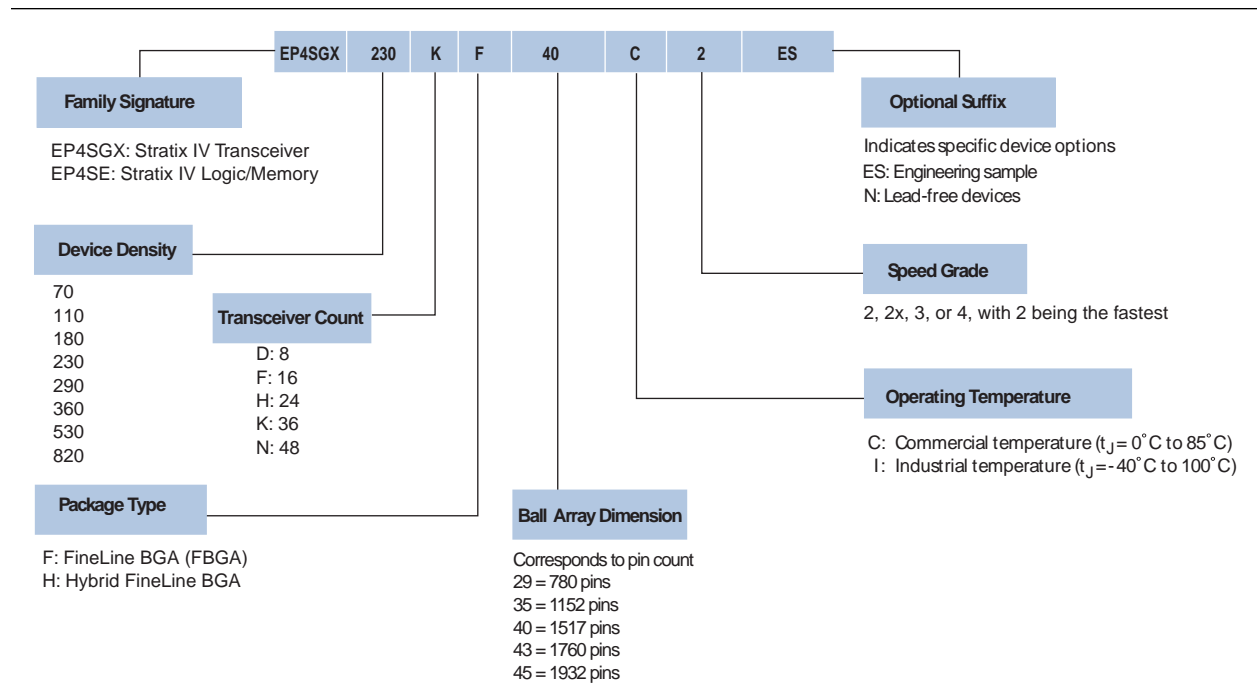 EP4SGX 230 K F 40 C 2 ES
Family Signature
EP4SGX: Stratix IV Transceiver
EP4SE: Stratix IV Logic/Memory
Optional Suffix
Indicates specific device options
ES: Engineering sample
N: Lead-free devices
Device Density
70
110
180
230
290
360
530
820
Transceiver Count
D: 8
F: 16
H: 24
K: 36
N: 48
Speed Grade
2, 2x, 3, or 4, with 2 being the fastest
Operating Temperature
C: Commercial temperature (tJ = 0°C to 85°C)
I: Industrial temperature (tJ = -40°C to 100°C)
Package Type
F: FineLine BGA (FBGA)
H: Hybrid FineLine BGA
Ball Array Dimension
Corresponds to pin count
29 = 780 pins
35 = 1152 pins
40 = 1517 pins
43 = 1760 pins
45 = 1932 pins